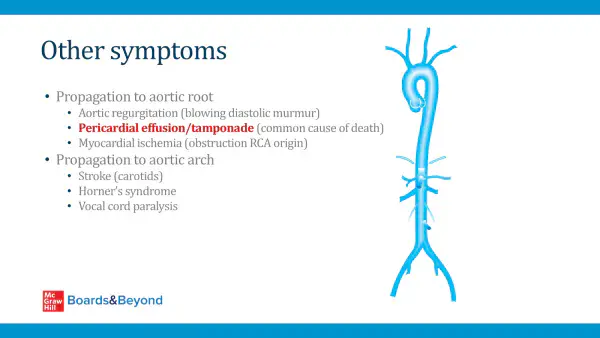 Other symptoms
• Propagation to aortic root
• Aortic regurgitation (blowing diastolic murmur)
• Pericardial effusion/tamponade (common cause of death)
• Myocardial ischemia (obstruction RCA origin)
• Propagation to aortic arch
• Stroke (carotids)
• Horner's syndrome
• Vocal cord paralysis
Mc
Graw
Hill
Boards&Beyond